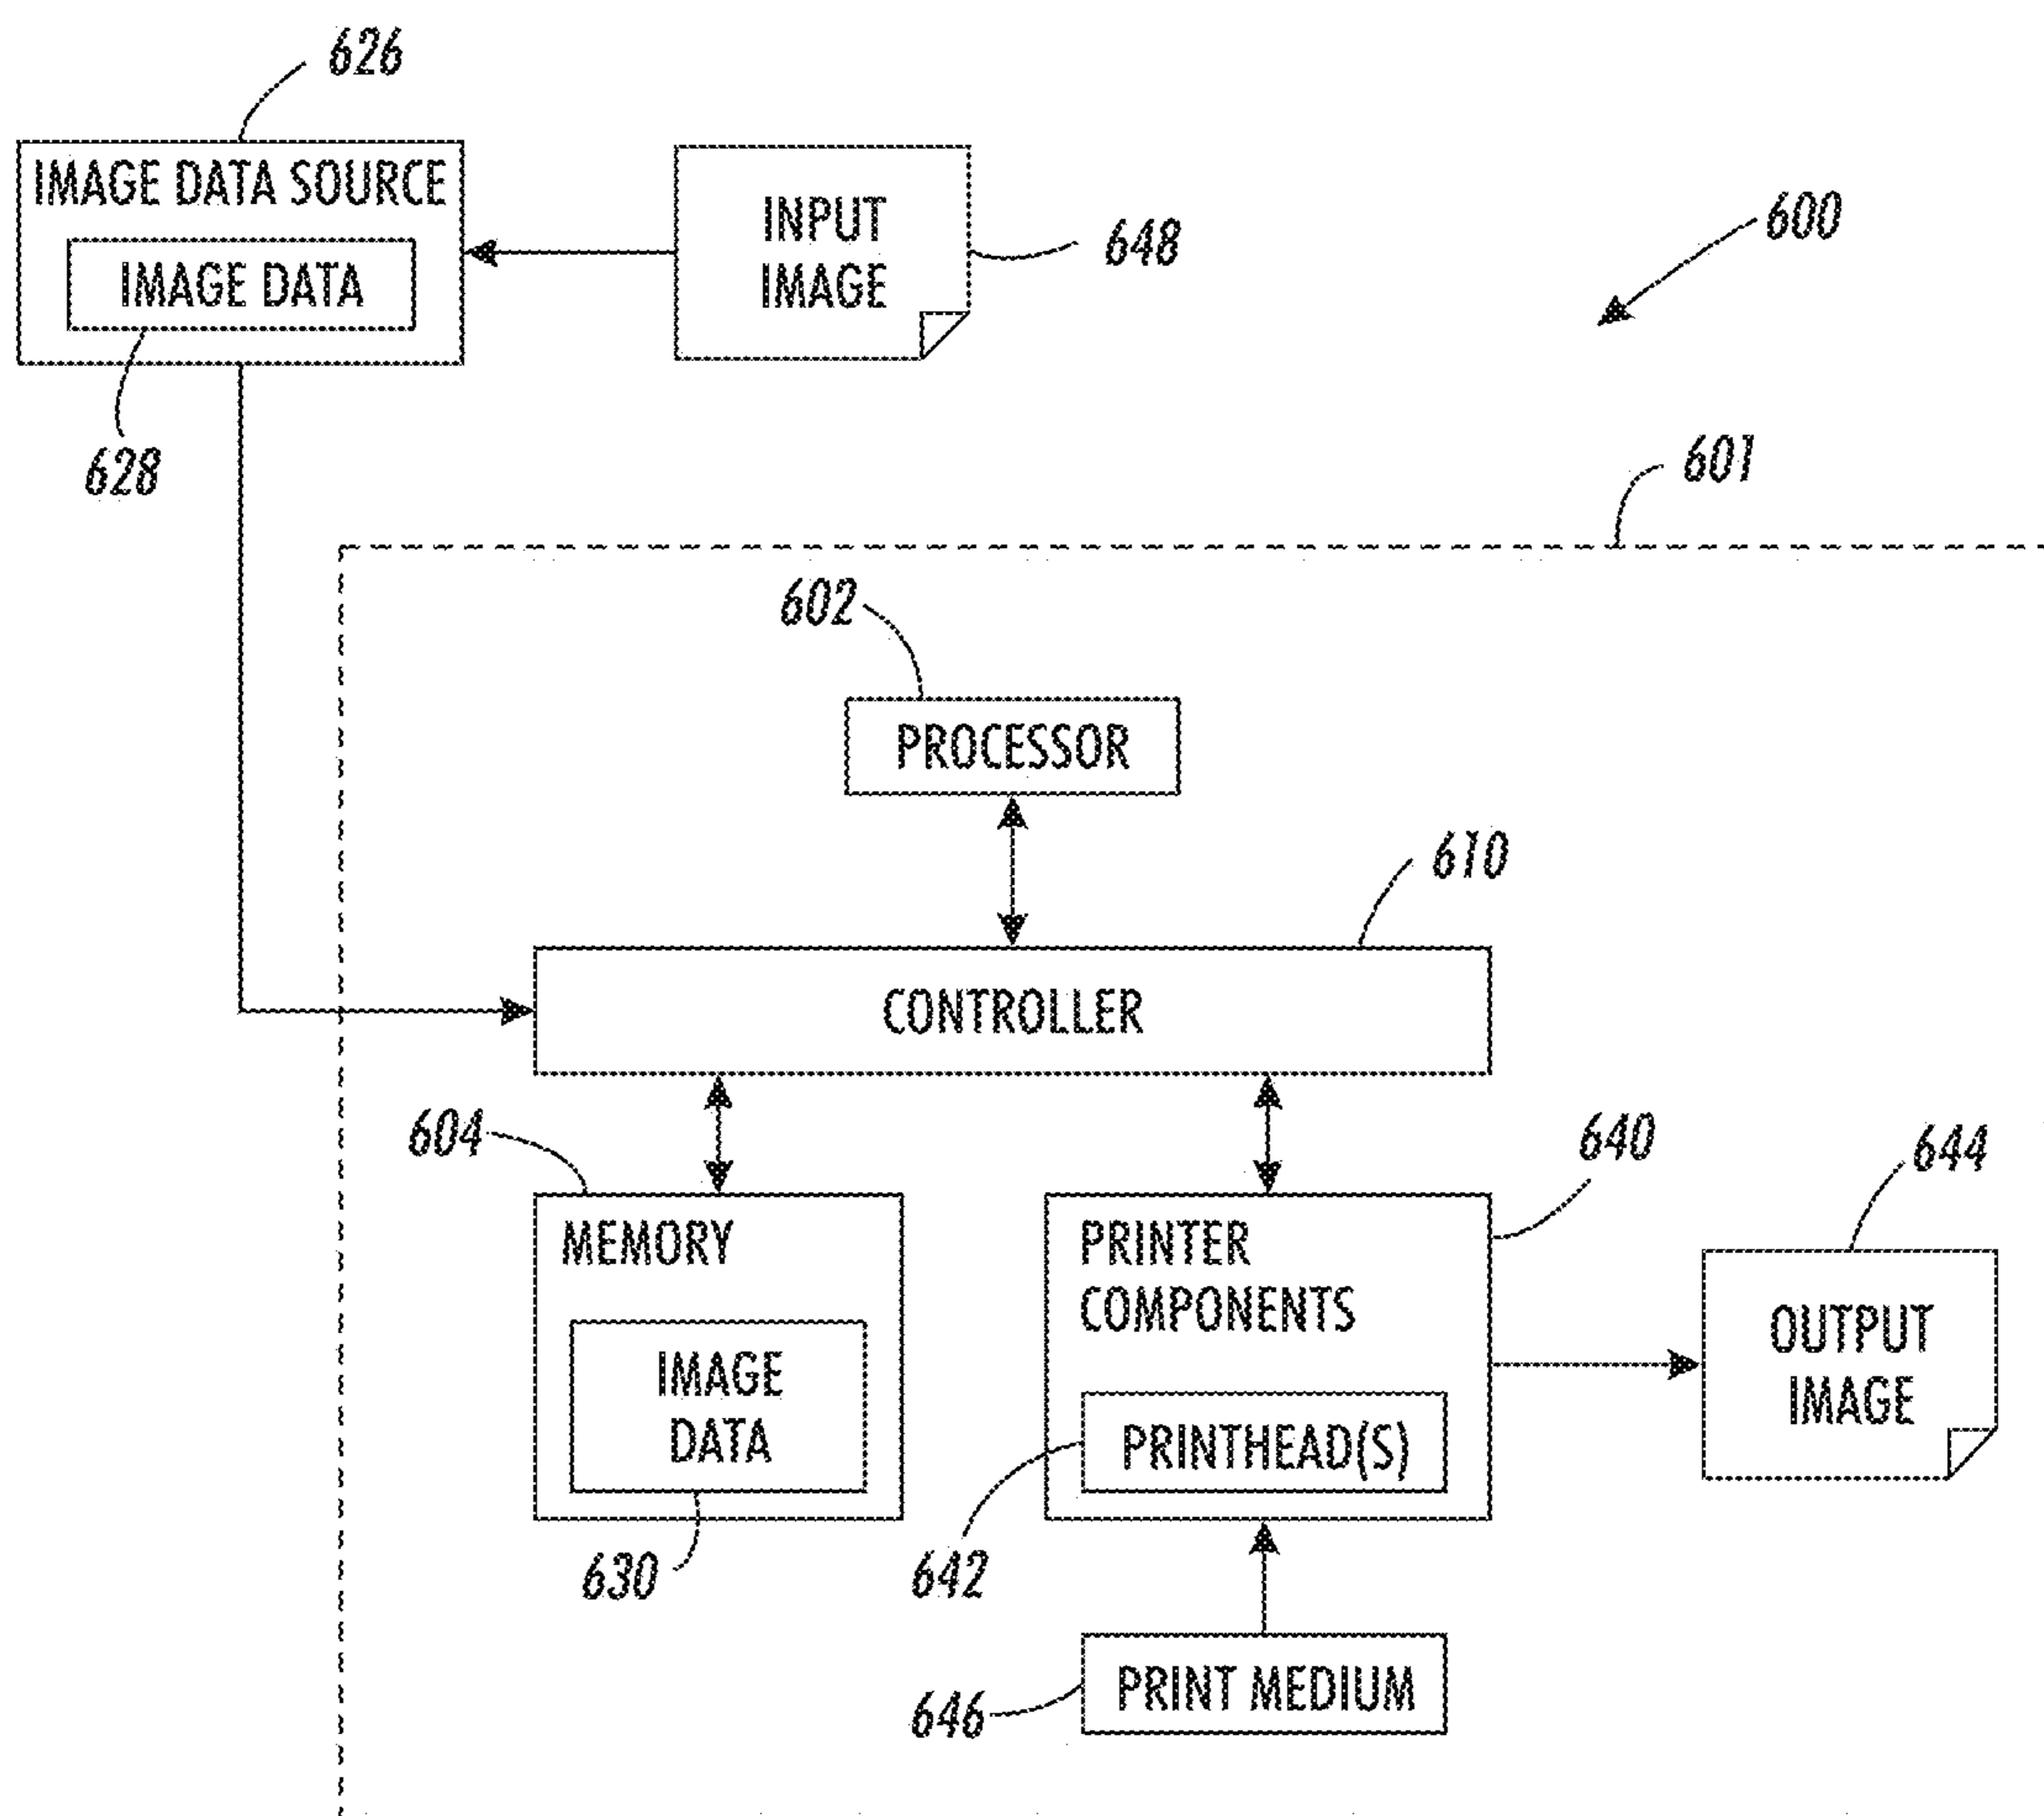 626
IMAGE DATA SOURCE
IMAGE DATA
628
INPUT
IMAGE
648
600
601
602
PROCESSOR
610
CONTROLLER
604
MEMORY
IMAGE
DATA
630
640
PRINTER
COMPONENTS
PRINTHEAD(S)
642
644
OUTPUT
IMAGE
646
PRINT MEDIUM